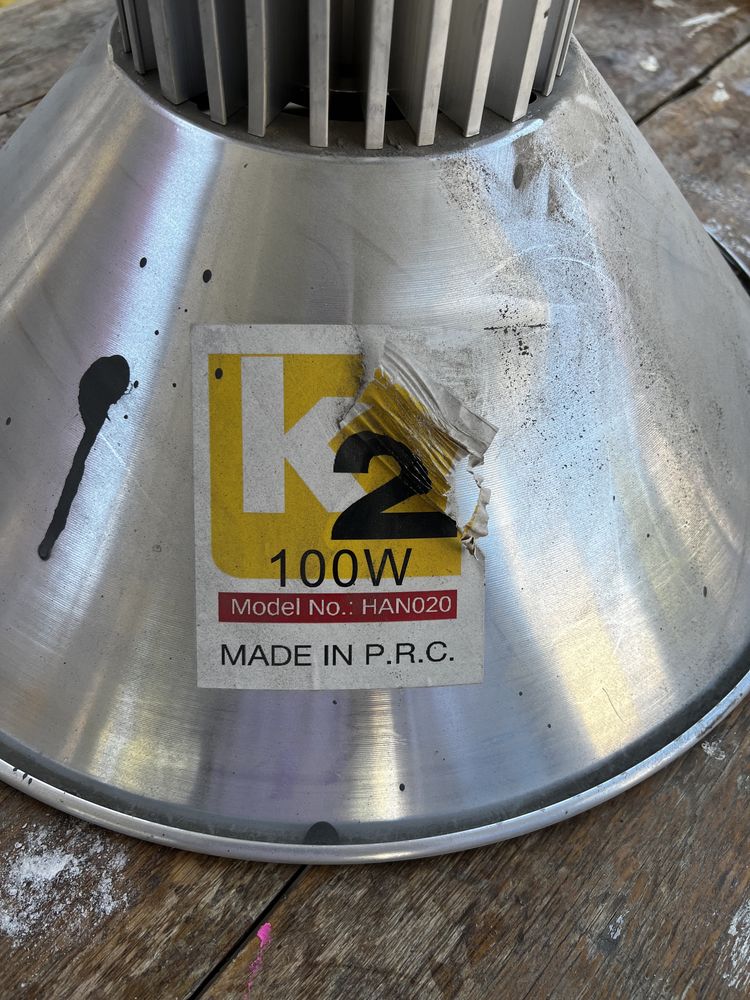 k2
100W
Model No.: HAN020
MADE IN P.R.C.